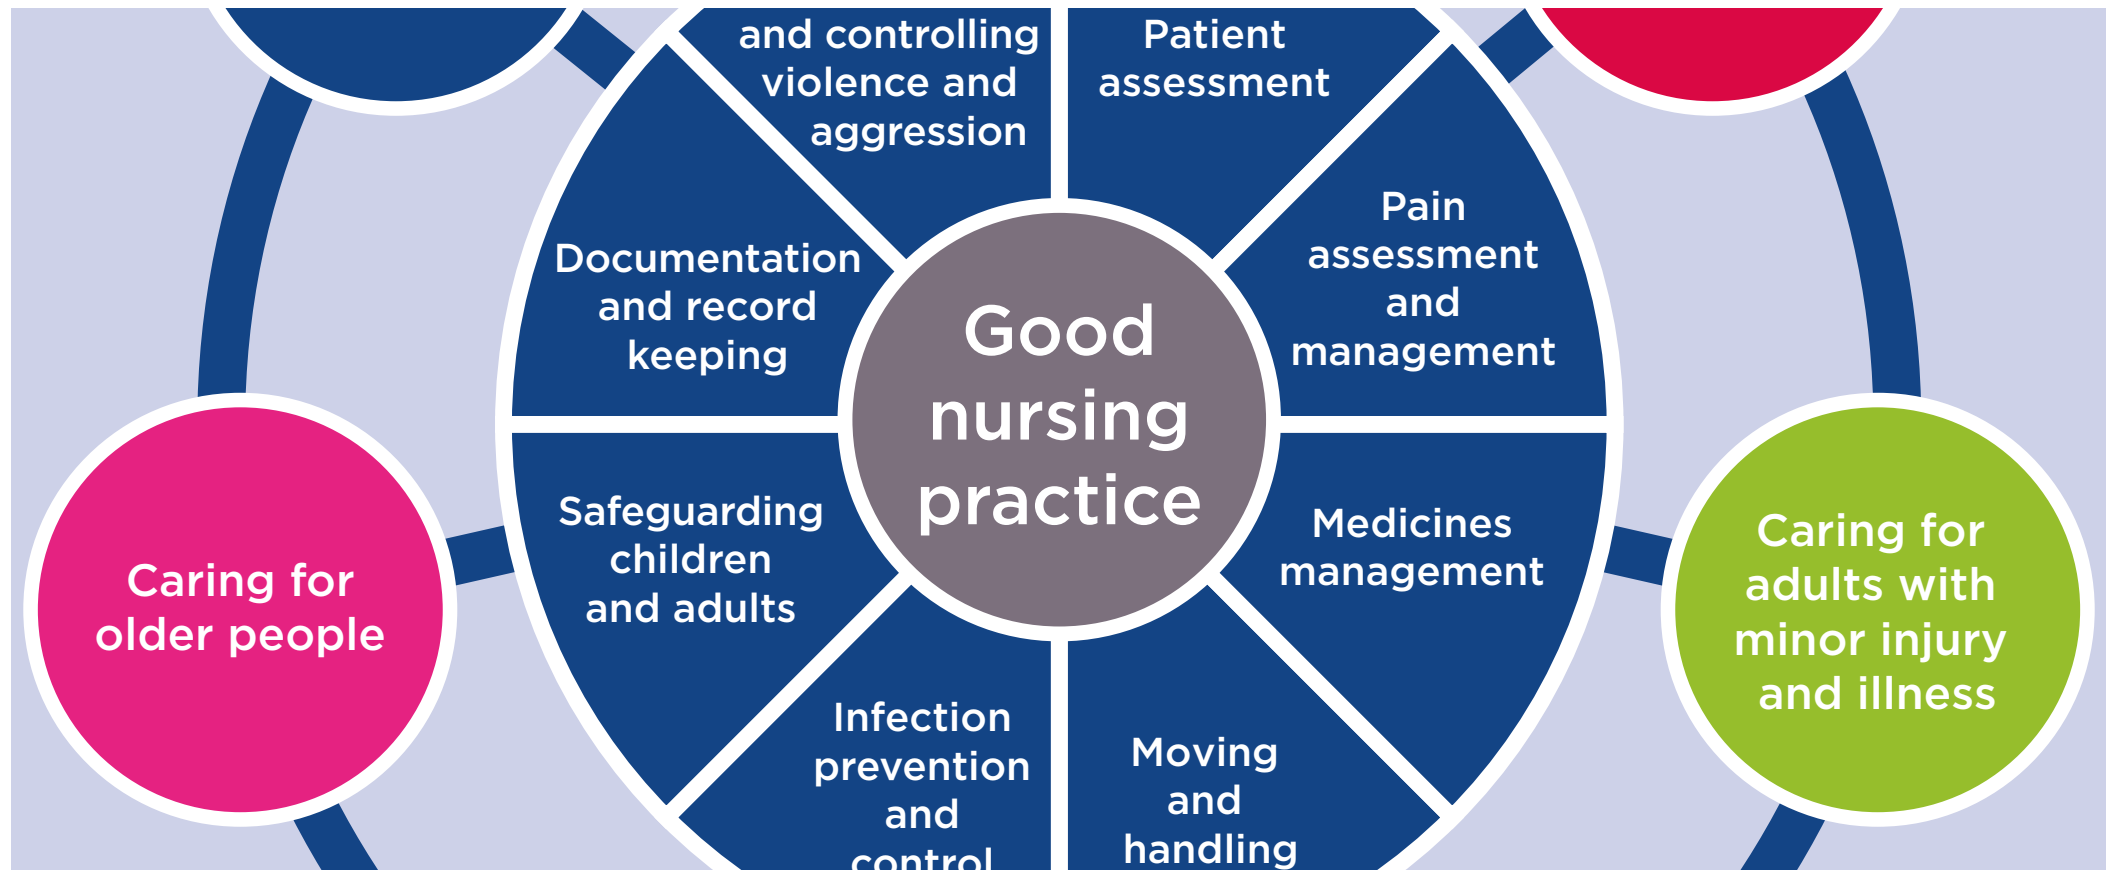 and controlling
violence and
aggression
Patient
assessment
Pain
assessment
and
management
Documentation
and record
keeping
Good
nursing
practice
Safeguarding
children
and adults
Medicines
management
Infection
prevention
and
control
Moving
and
handling
Caring for
older people
Caring for
adults with
minor injury
and illness